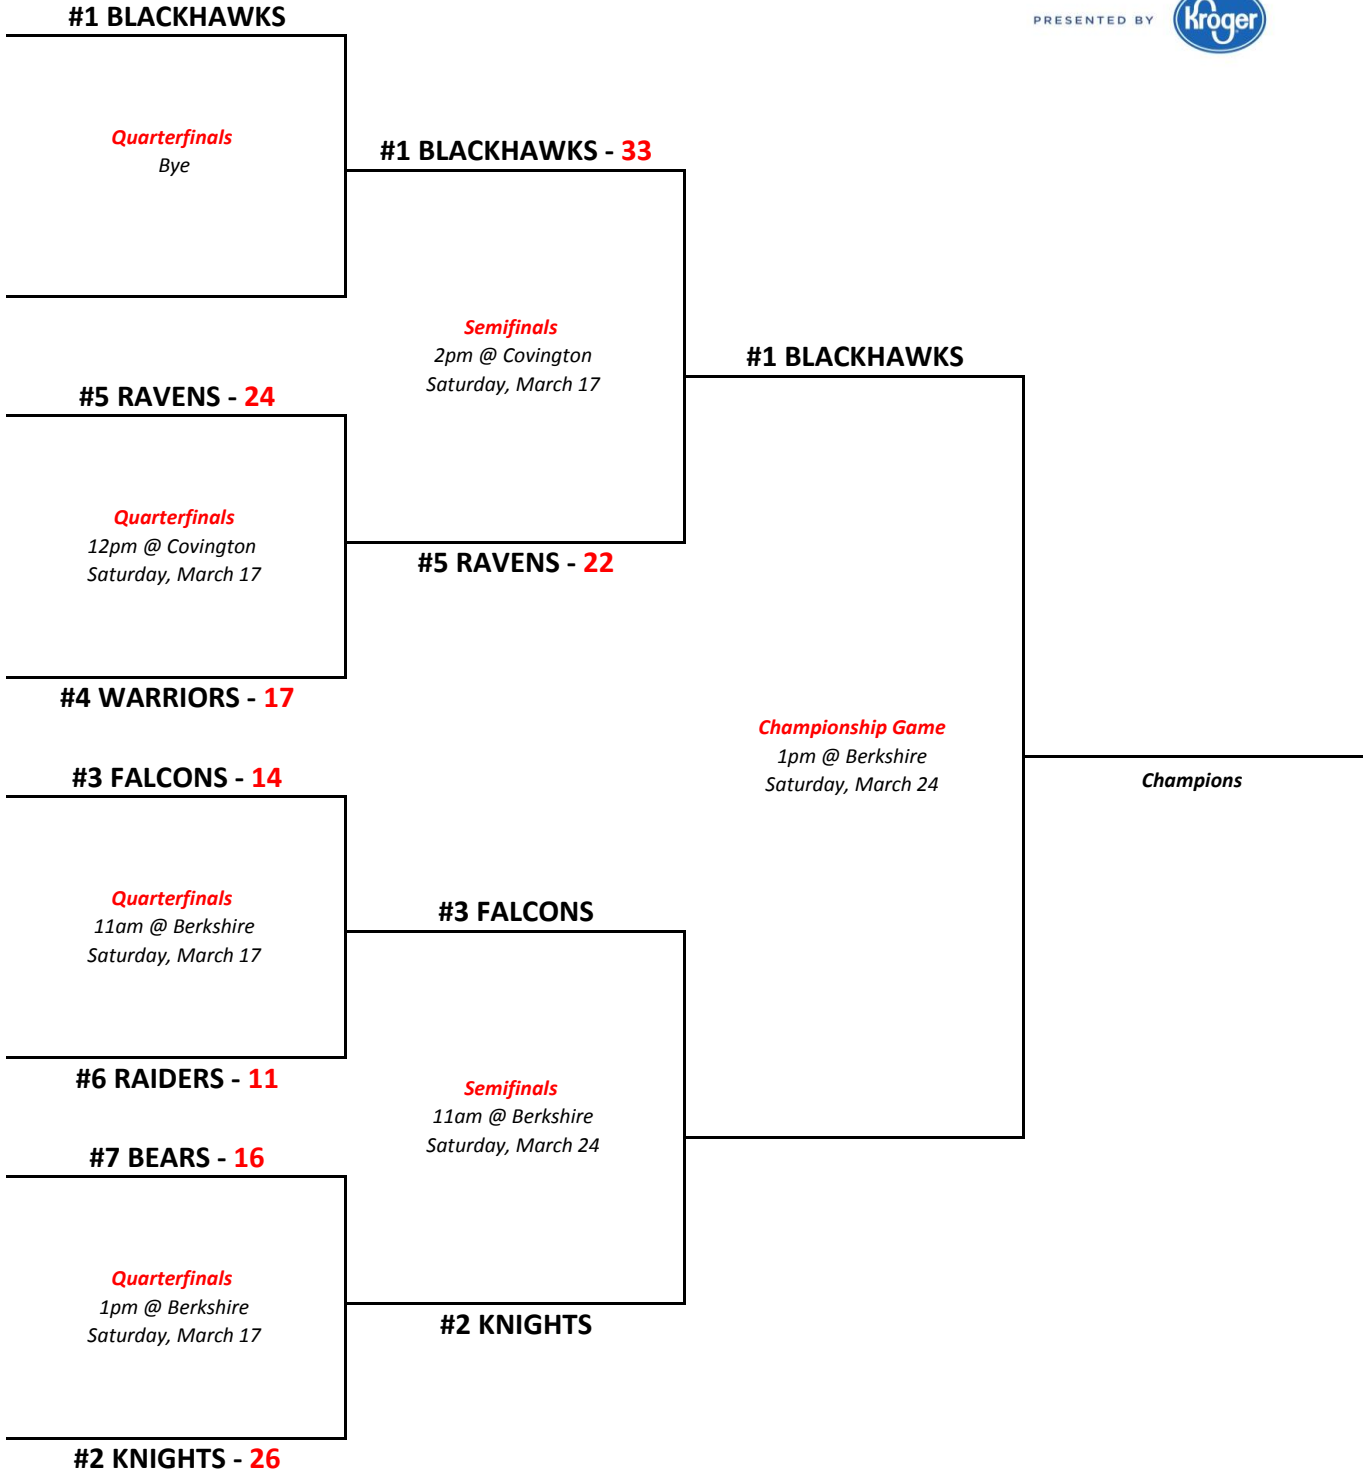 #1 BLACKHAWKS
PRESENTED BY Kroger
Quarterfinals
Bye
#1 BLACKHAWKS - 33
Semifinals
2pm @ Covington
Saturday, March 17
#1 BLACKHAWKS
#5 RAVENS - 24
Quarterfinals
12pm @ Covington
Saturday, March 17
#5 RAVENS - 22
#4 WARRIORS - 17
Championship Game
1pm @ Berkshire
Saturday, March 24
Champions
#3 FALCONS - 14
Quarterfinals
11am @ Berkshire
Saturday, March 17
#3 FALCONS
#6 RAIDERS - 11
Semifinals
11am @ Berkshire
Saturday, March 24
#7 BEARS - 16
Quarterfinals
1pm @ Berkshire
Saturday, March 17
#2 KNIGHTS
#2 KNIGHTS - 26